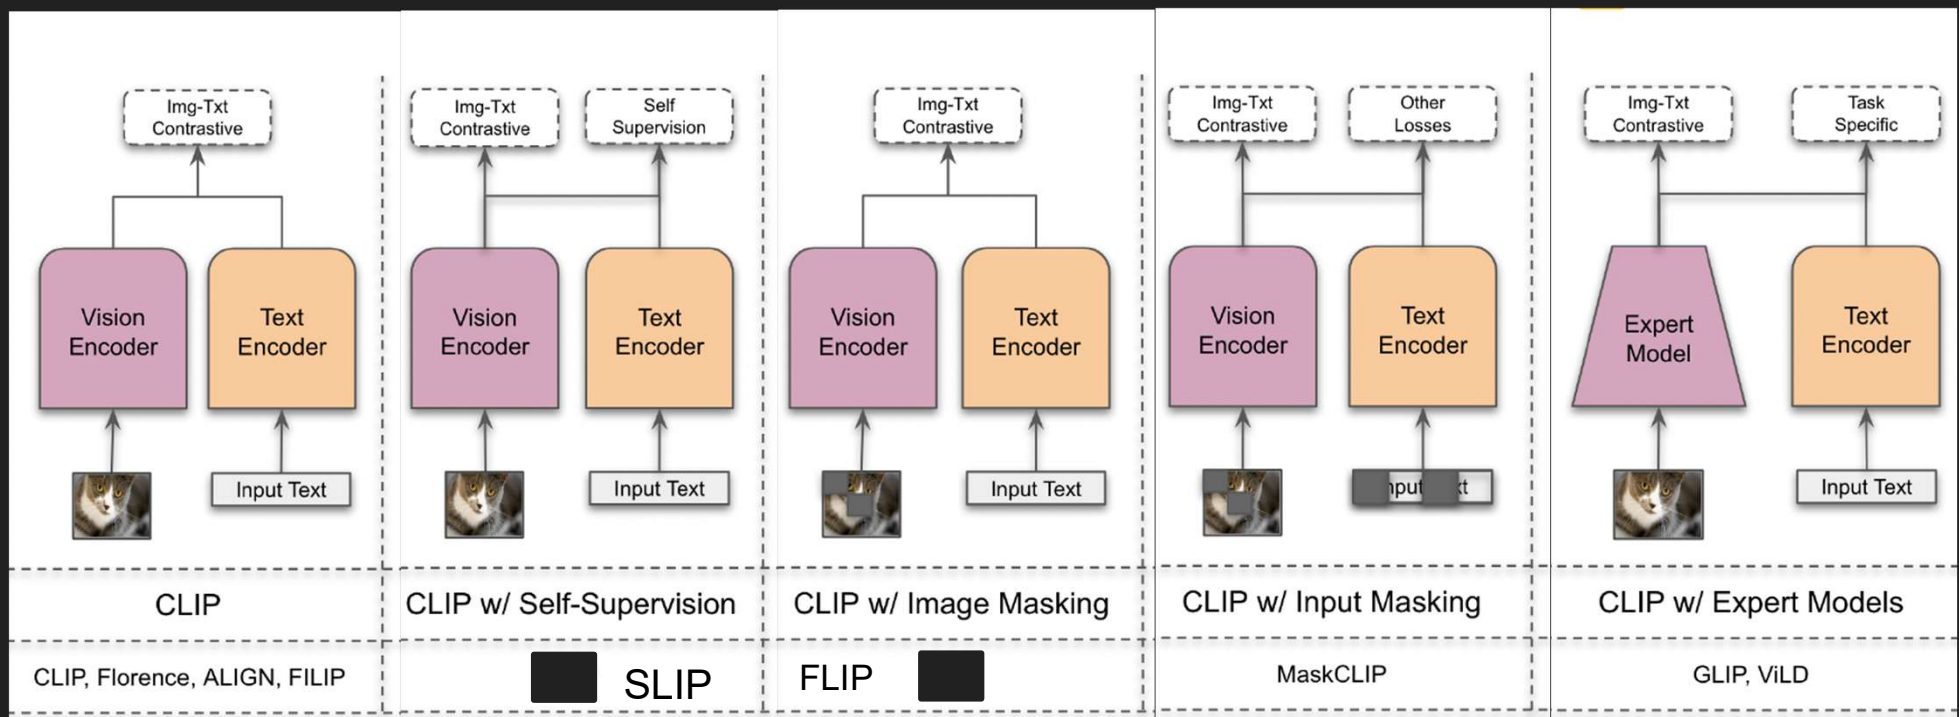 Img-Txt
Contrastive
Img-Txt
Contrastive
Self
Supervision
Img-Txt
Contrastive
Img-Txt
Contrastive
Other
Losses
Img-Txt
Contrastive
Task
Specific
Vision
Encoder
Text
Encoder
Vision
Encoder
Text
Encoder
Vision
Encoder
Text
Encoder
Vision
Encoder
Text
Encoder
Expert
Model
Text
Encoder
Input Text
Input Text
Input Text
nput xt
Input Text
CLIP
CLIP w/ Self-Supervision
CLIP w/ Image Masking
CLIP w/ Input Masking
CLIP w/ Expert Models
CLIP, Florence, ALIGN, FILIP
SLIP
FLIP
MaskCLIP
GLIP, ViLD